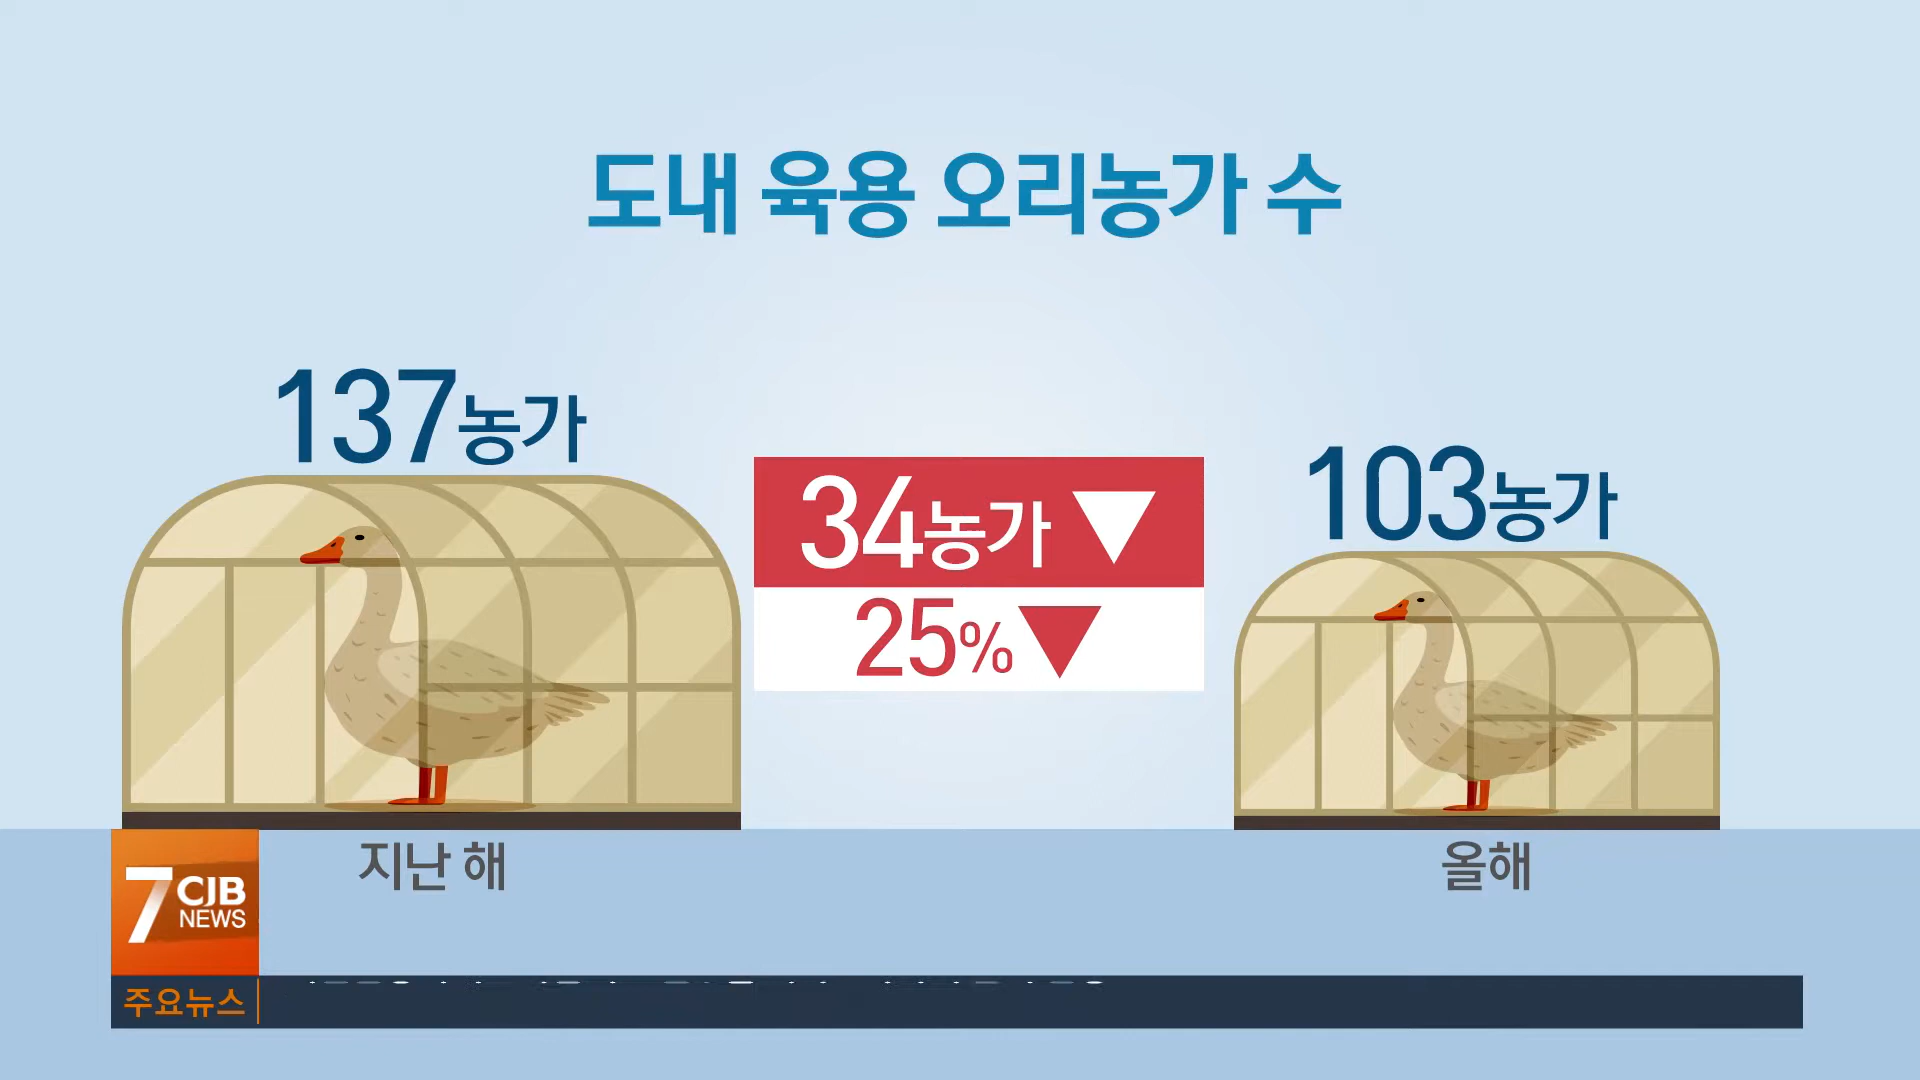 도내 육용 오리농가 수
137농가
34농가 ▼
25% ▼
103농가
지난 해
올해
7 CJB
NEWS
주요뉴스